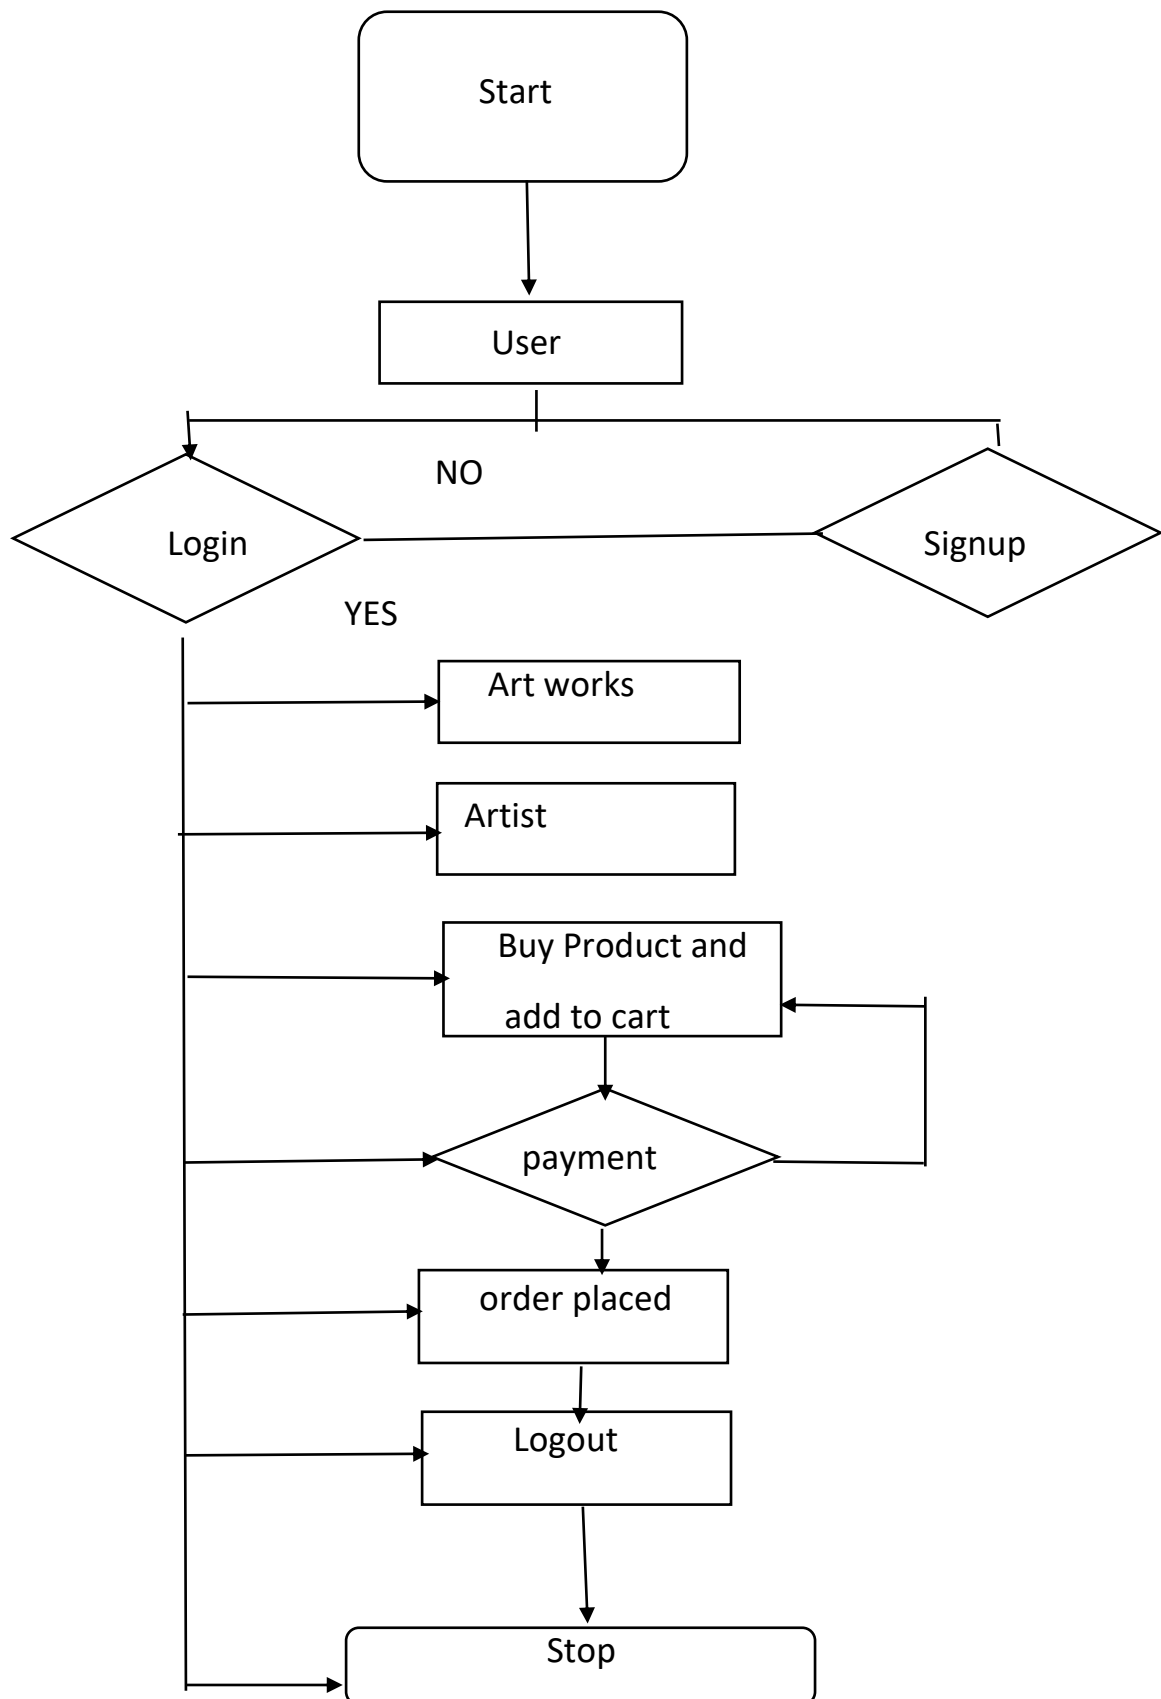 Start
User
NO
Login
Signup
YES
Art works
Artist
Buy Product and
add to cart
payment
order placed
Logout
Stop